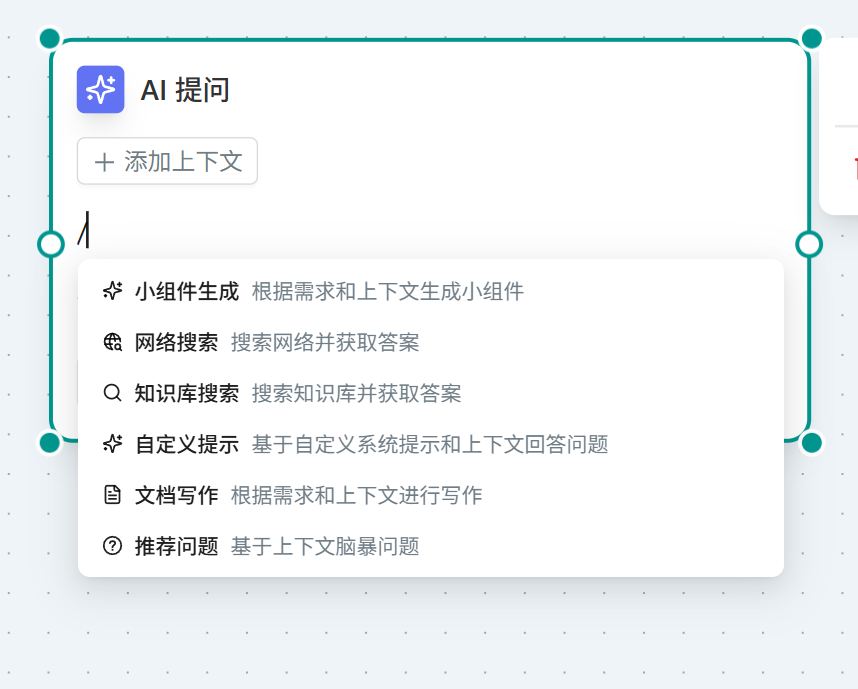 AI 提问
添加上下文
/
小组件生成 根据需求和上下文生成小组件
网络搜索 搜索网络并获取答案
知识库搜索 搜索知识库并获取答案
自定义提示 基于自定义系统提示和上下文回答问题
文档写作 根据需求和上下文进行写作
推荐问题 基于上下文脑暴问题